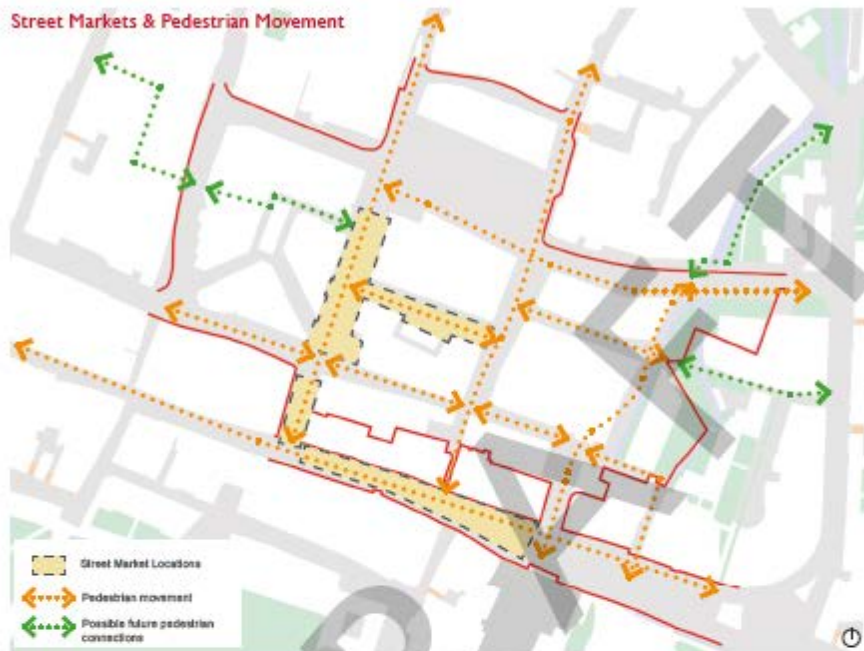 Street Markets & Pedestrian Movement
Street Market Locations
Pedestrian movement
Possible future pedestrian
connections